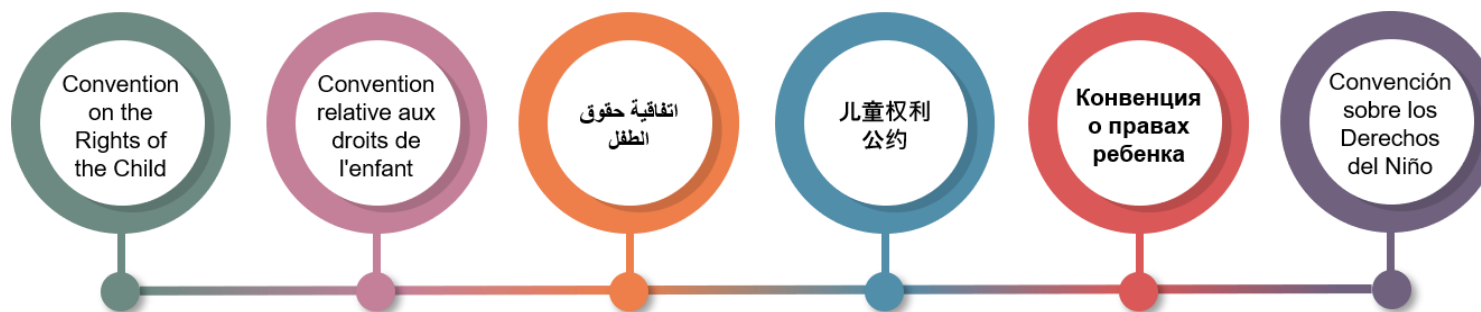 Convention
on the
Rights of
the Child
Convention
relative aux
droits de
l'enfant
اتفاقية حقوق
الطفل
儿童权利
公约
Конвенция
о правах
ребенка
Convención
sobre los
Derechos
del Niño